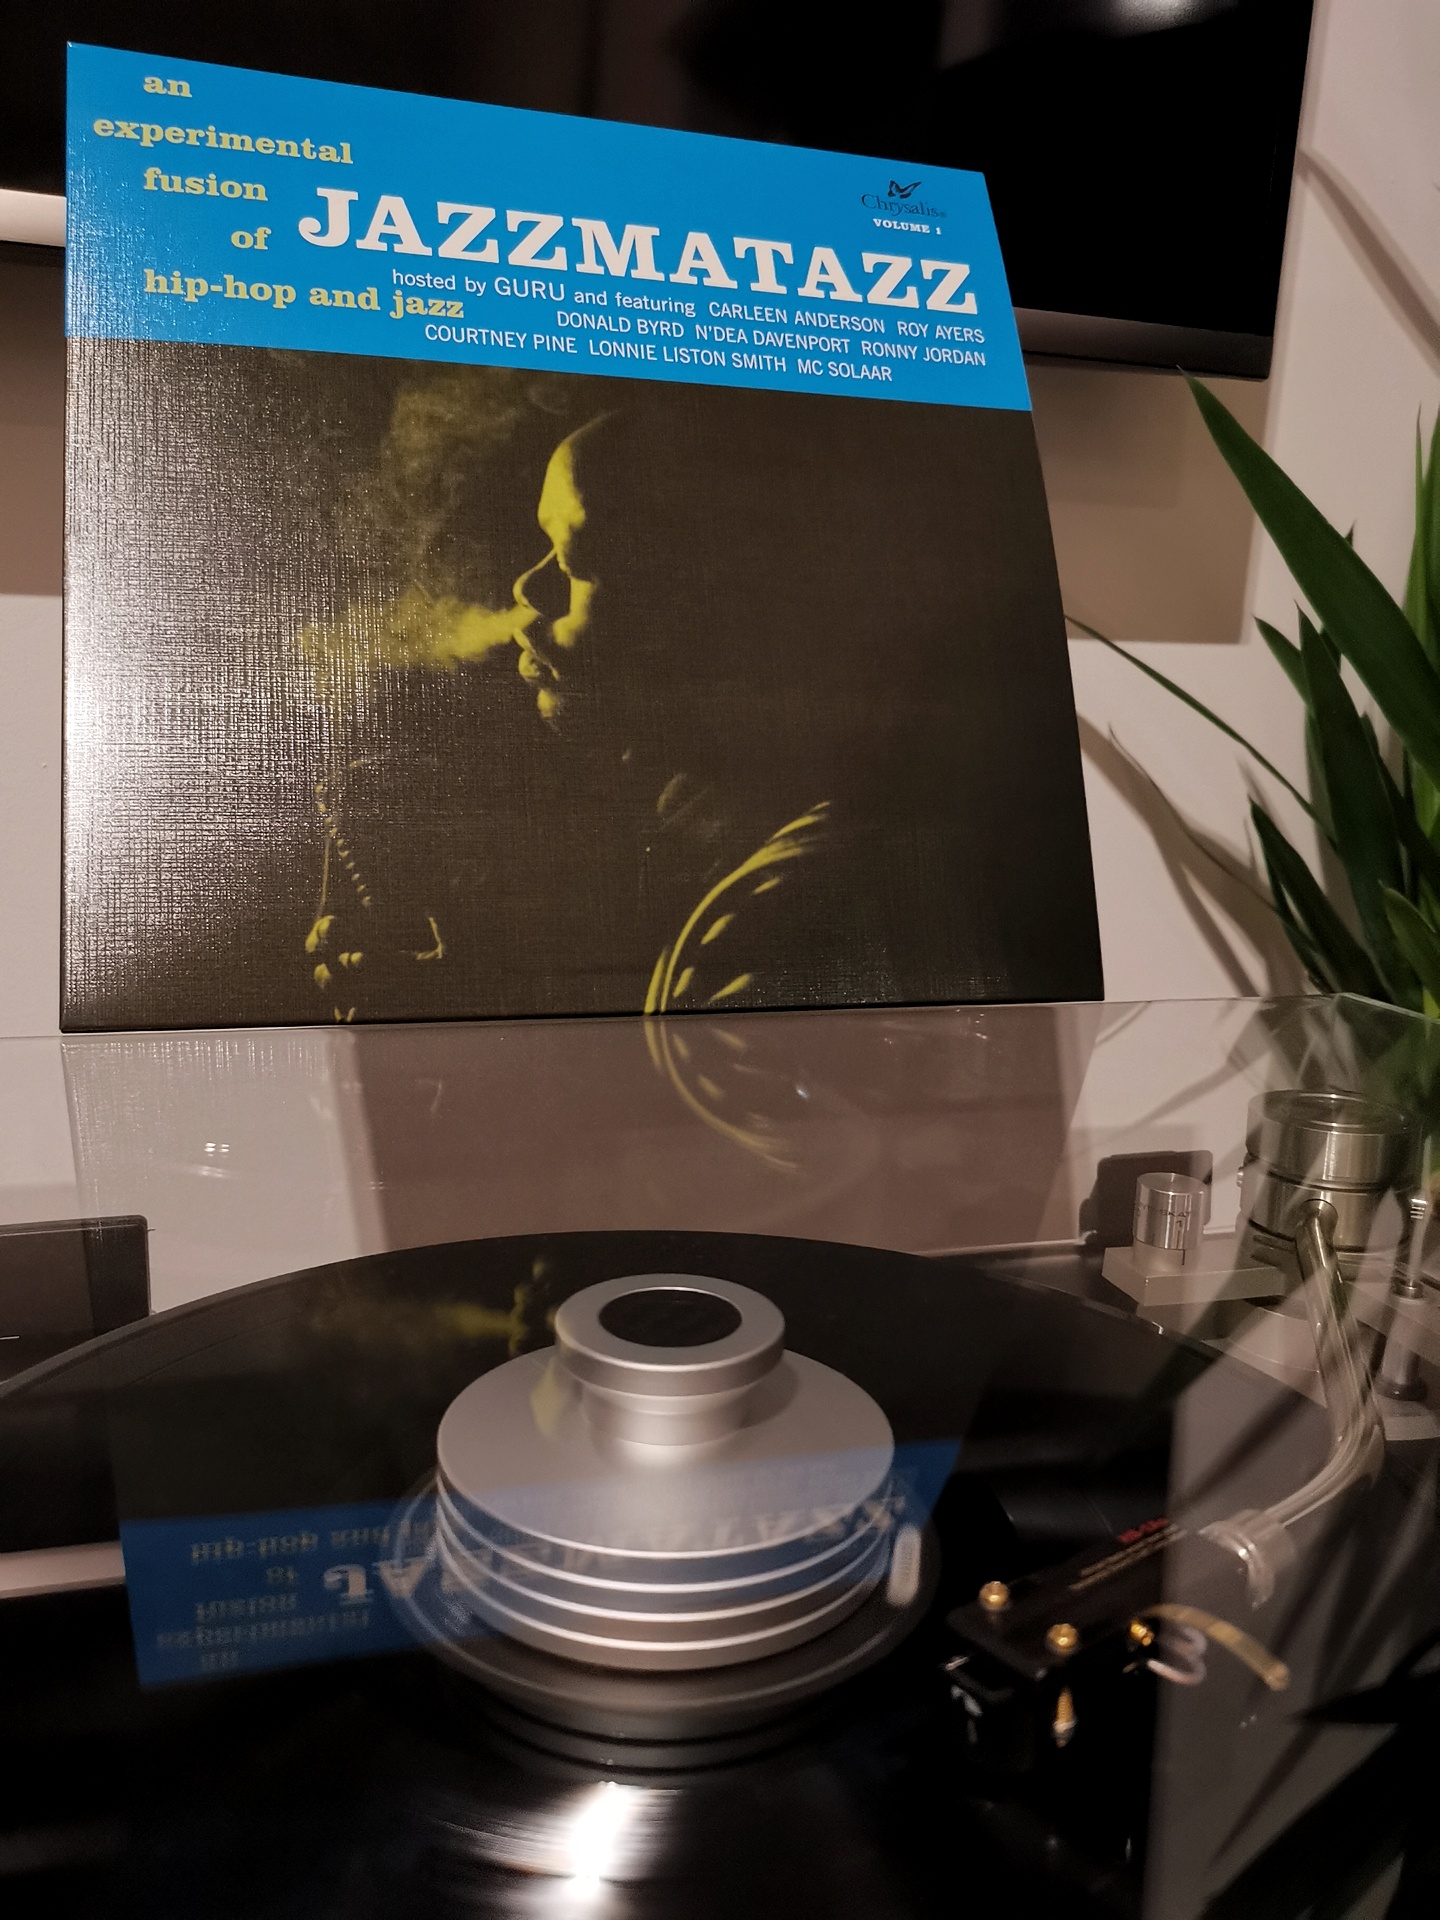 an
experimental
fusion
of
hip-hop and jazz
JAZZMATAZZ
Chrysalis®
VOLUME 1
hosted by GURU and featuring CARLEEN ANDERSON ROY AYERS
DONALD BYRD N'DEA DAVENPORT RONNY JORDAN
COURTNEY PINE LONNIE LISTON SMITH MC SOLAAR